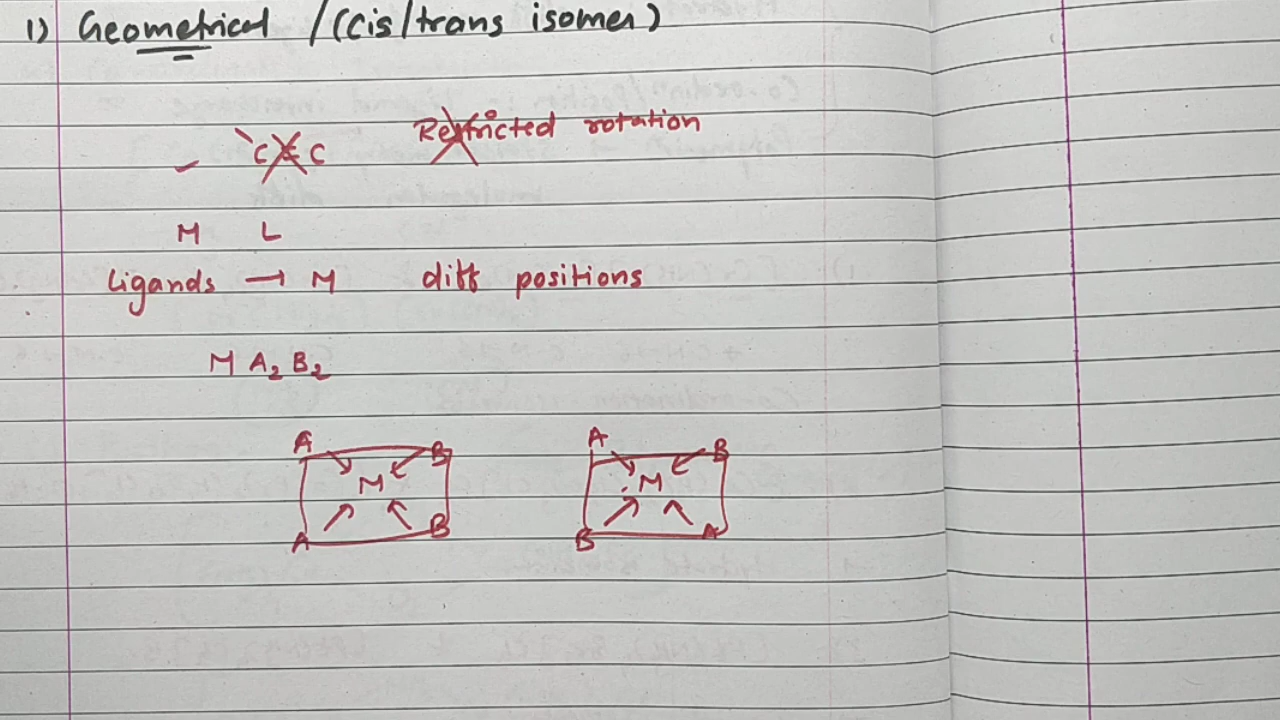 1) Geometrical / (cis/trans isomer)
C=C Restricted rotation
M L
Ligands → M diff positions
M A₂ B₂
A B A B
M M
A B B A